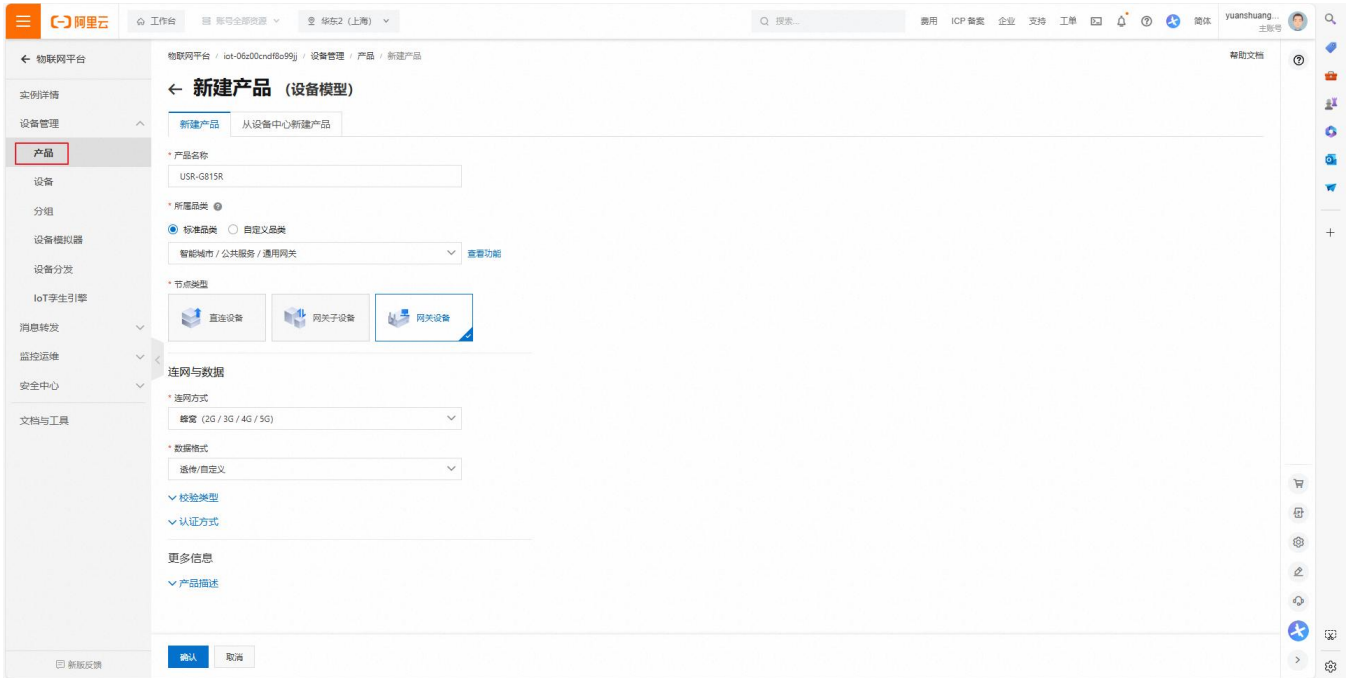 阿里云
工作台
账号全部资源
华东2（上海）
搜索...
费用
ICP 备案
企业
支持
工单
简体
yuanshuang...
主账号
物联网平台
物联网平台 / iot-06z00cndf8o99jj / 设备管理 / 产品 / 新建产品
帮助文档
新建产品 （设备模型）
实例详情
设备管理
产品
设备
分组
设备模拟器
设备分发
IoT孪生引擎
消息转发
监控运维
安全中心
文档与工具
新版反馈
新建产品
从设备中心新建产品
* 产品名称
USR-G815R
* 所属品类
标准品类
自定义品类
智能城市 / 公共服务 / 通用网关
查看功能
* 节点类型
直连设备
网关子设备
网关设备
连网与数据
* 连网方式
蜂窝（2G / 3G / 4G / 5G）
* 数据格式
透传/自定义
校验类型
认证方式
更多信息
产品描述
确认
取消